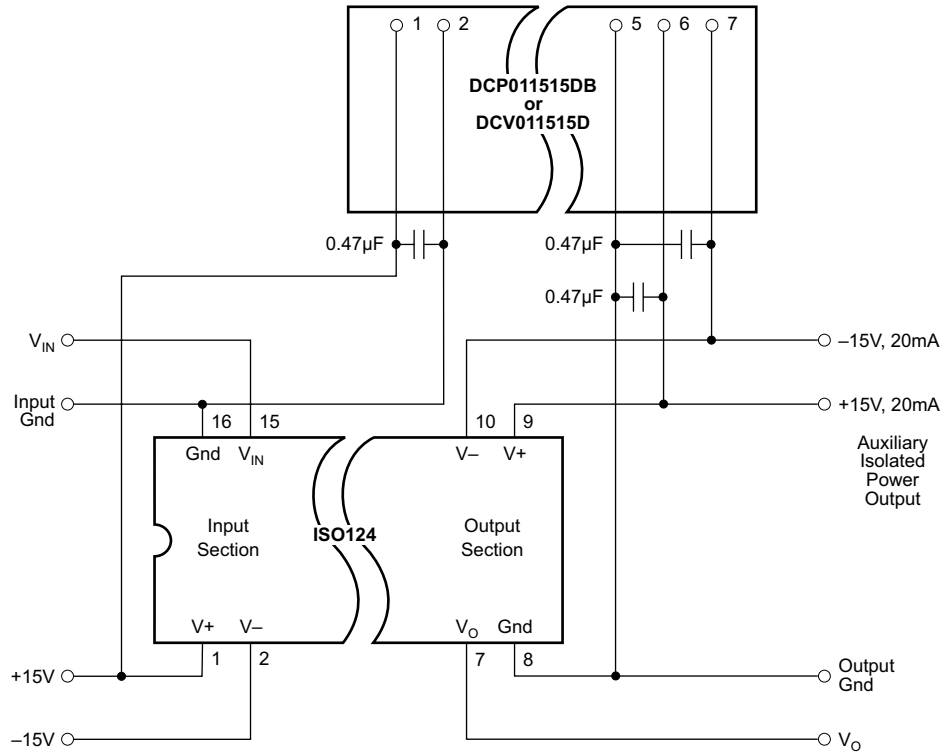 1 2 5 6 7
DCP011515DB
or
DCV011515D
0.47µF 0.47µF
0.47µF
V_IN –15V, 20mA
Input
Gnd
+15V, 20mA
16 15 10 9
Gnd V_IN V– V+
Auxiliary
Isolated
Power
Output
Input
Section
ISO124
Output
Section
V+ V– V_O Gnd
1 2 7 8
+15V
Output
Gnd
–15V V_O